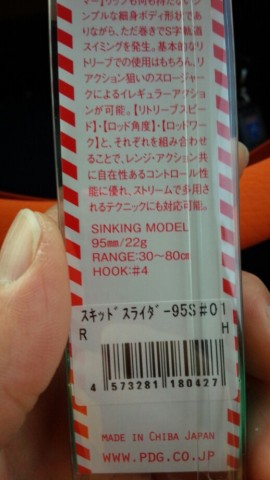 ンプルな細身ボディ形状であ
りながら、ただ巻きでS字軌道
スイミングを発生。基本的なリ
トリーブでの使用はもちろん、リ
アクション狙いのスロージャー
クによるイレギュラーアクショ
ンが可能。【リトリーブスピー
ド】・【ロッド角度】・【ロッドワー
ク】と、それぞれを組み合わせ
ることで、レンジ・アクション共
に自在性あるコントロール性
能に優れ、ストリームで多用さ
れるテクニックにも対応可能。
SINKING MODEL
95mm/22g
RANGE:30～80cm
HOOK:#4
ｽｷｯﾄﾞｽﾗｲﾀﾞｰ95S#01
R H
4 573281 180427
MADE IN CHIBA JAPAN
WWW.PDG.CO.JP